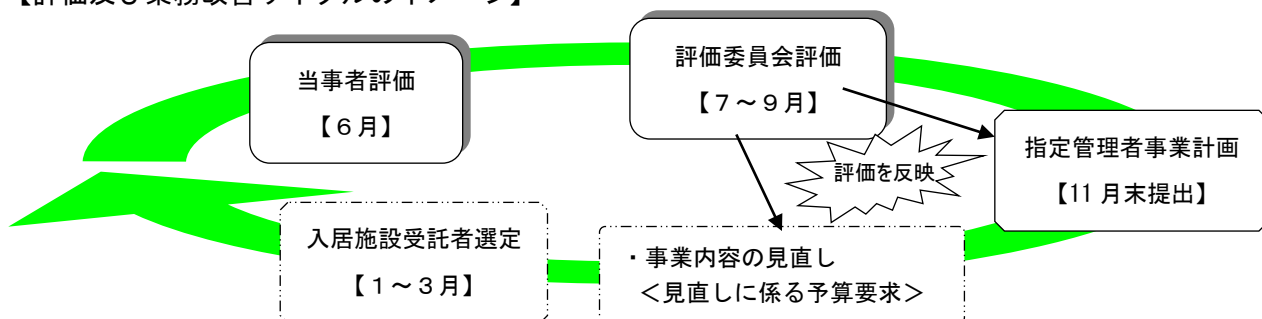 【評価及び業務改善サイクルのイメージ】
当事者評価
【6月】
評価委員会評価
【7~9月】
評価を反映
指定管理者事業計画
【11月末提出】
入居施設受託者選定
【1~3月】
・事業内容の見直し
<見直しに係る予算要求>